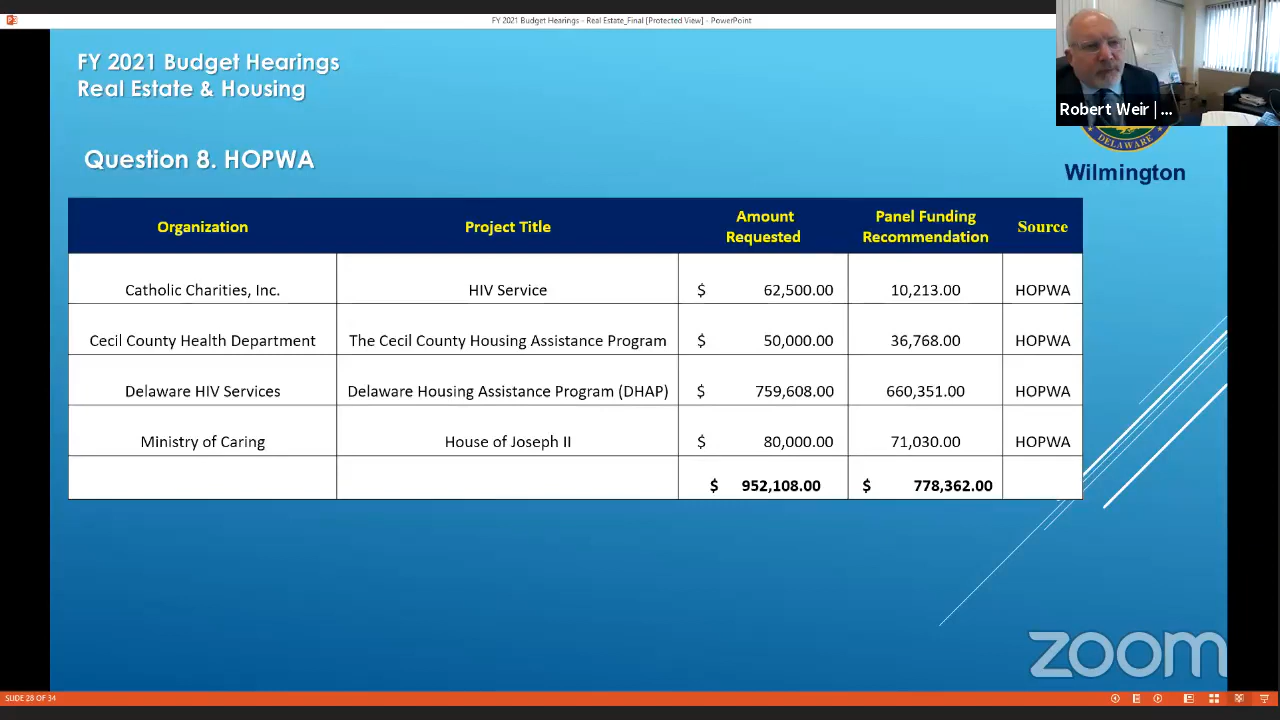 FY 2021 Budget Hearings - Real Estate_Final [Protected View] - PowerPoint
FY 2021 Budget Hearings
Real Estate & Housing
Robert Weir | ...
DELAWARE
Wilmington
Question 8. HOPWA
Organization Project Title Amount Requested Panel Funding Recommendation Source
Catholic Charities, Inc. HIV Service $ 62,500.00 10,213.00 HOPWA
Cecil County Health Department The Cecil County Housing Assistance Program $ 50,000.00 36,768.00 HOPWA
Delaware HIV Services Delaware Housing Assistance Program (DHAP) $ 759,608.00 660,351.00 HOPWA
Ministry of Caring House of Joseph II $ 80,000.00 71,030.00 HOPWA
$ 952,108.00 $ 778,362.00
zoom
SLIDE 28 OF 34